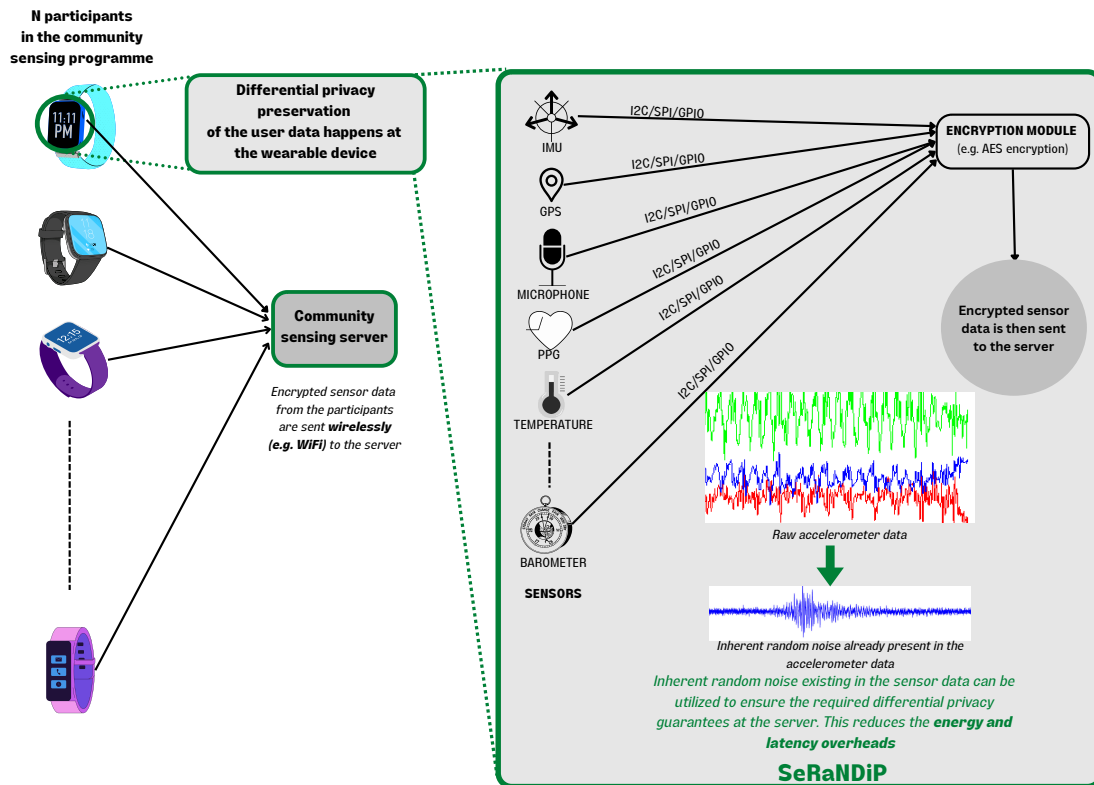 N participants
in the community
sensing programme
11:11
PM
Differential privacy
preservation
of the user data happens at
the wearable device
12:15
Community
sensing server
Encrypted sensor data
from the participants
are sent wirelessly
(e.g. WiFi) to the server
IMU
GPS
MICROPHONE
PPG
TEMPERATURE
BAROMETER
SENSORS
I2C/SPI/GPIO
I2C/SPI/GPIO
I2C/SPI/GPIO
I2C/SPI/GPIO
I2C/SPI/GPIO
I2C/SPI/GPIO
ENCRYPTION MODULE
(e.g. AES encryption)
Encrypted sensor
data is then sent
to the server
Raw accelerometer data
Inherent random noise already present in the
accelerometer data
Inherent random noise existing in the sensor data can be
utilized to ensure the required differential privacy
guarantees at the server. This reduces the energy and
latency overheads
SeRaNDiP